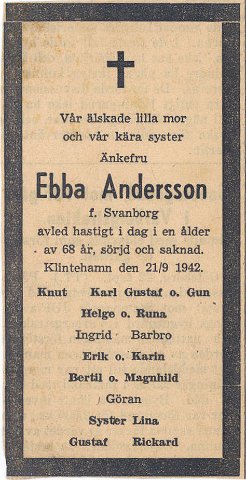 Vår älskade lilla mor
och vår kära syster
Änkefru
Ebba Andersson
f. Svanborg
avled hastigt i dag i en ålder
av 68 år, sörjd och saknad.
Klintehamn den 21/9 1942.
Knut Karl Gustaf o. Gun
Helge o. Runa
Ingrid Barbro
Erik o. Karin
Bertil o. Magnhild
Göran
Syster Lina
Gustaf Rickard